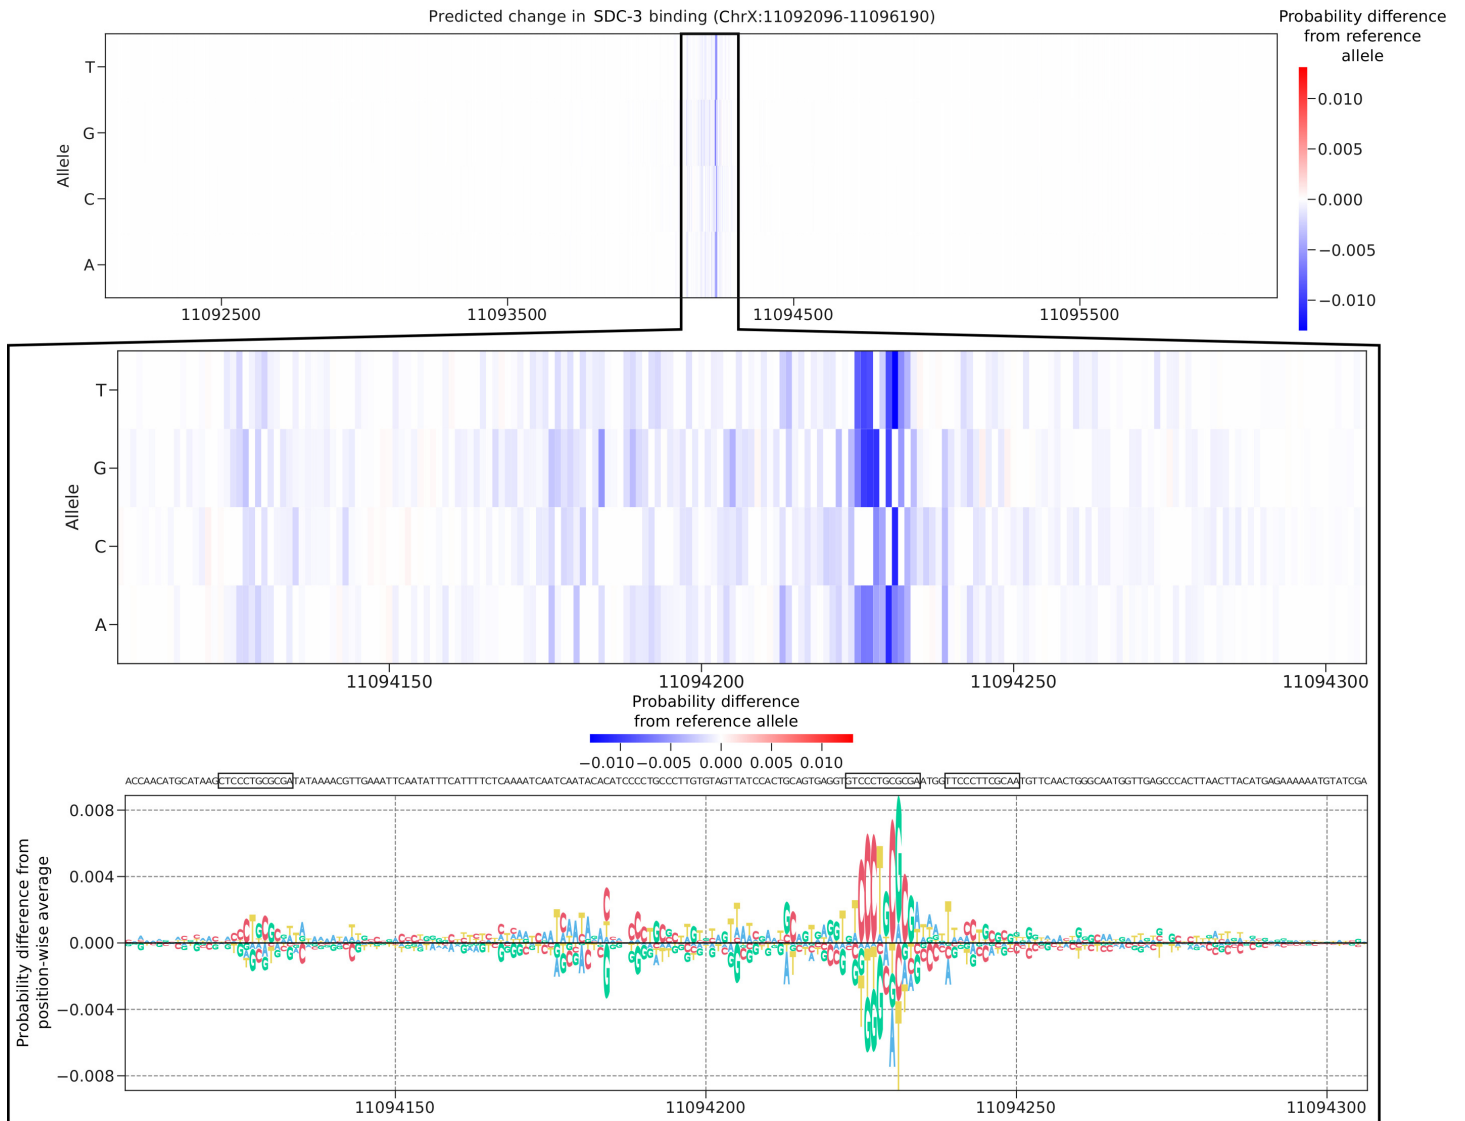 Predicted change in SDC-3 binding (ChrX:11092096-11096190)
Probability difference
from reference
allele
T
G
C
A
Allele
0.010
0.005
0.000
−0.005
−0.010
11092500
11093500
11094500
11095500
T
G
C
A
Allele
11094150
11094200
11094250
11094300
Probability difference
from reference allele
−0.010
−0.005
0.000
0.005
0.010
ACCAACATGCATAAGCTCCCTGCGCGATATAAAACGTTGAAATTCAATATTTCATTTTCTCAAAATCAATCAATACACATCCCCTGCCCTTGTGTAGTTATCCACTGCAGTGAGGTGTCCCTGCGCGAATGGTTCCCTTCGCAATGTTCAACTGGGCAATGGTTGAGCCCACTTAACTTACATGAGAAAAAATGTATCGA
Probability difference from
position-wise average
0.008
0.004
0.000
−0.004
−0.008
11094150
11094200
11094250
11094300